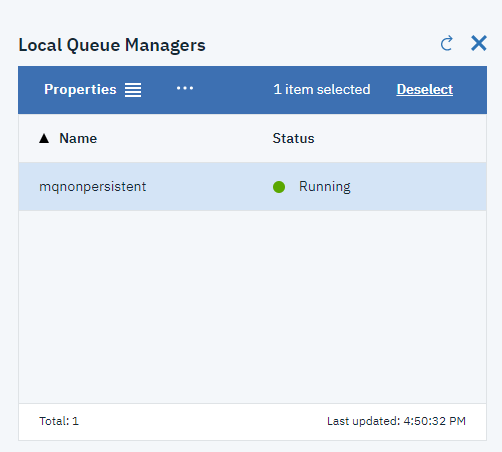 Local Queue Managers
Properties ... 1 item selected Deselect
Name Status
mqnonpersistent Running
Total: 1 Last updated: 4:50:32 PM